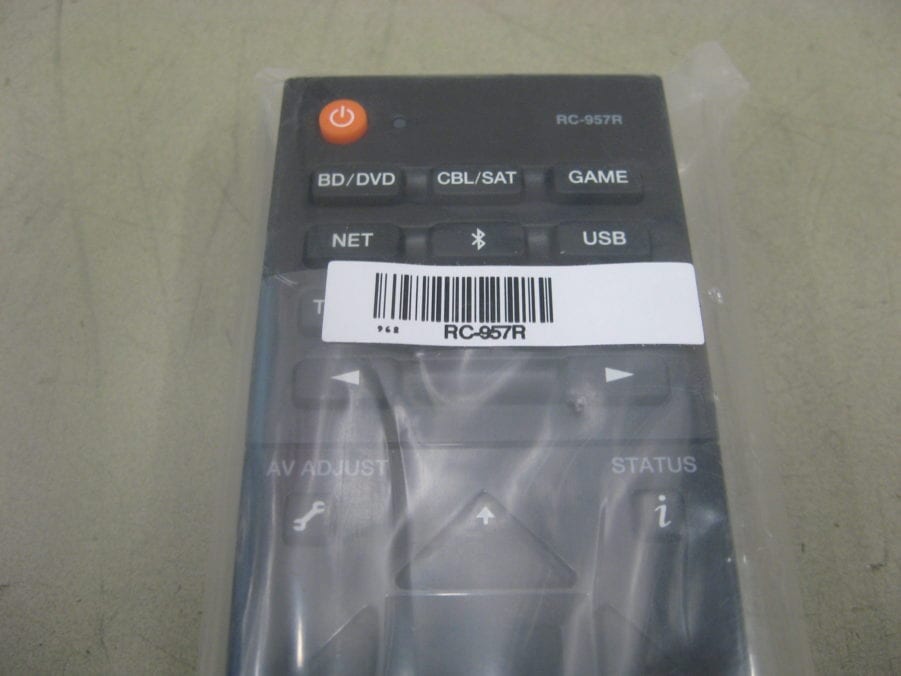 RC-957R
BD/DVD CBL/SAT GAME
NET USB
T
968
RC-957R
AV ADJUST STATUS
i